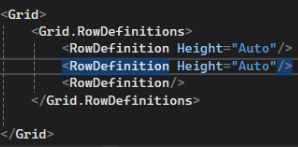 <Grid>
<Grid.RowDefinitions>
<RowDefinition Height="Auto"/>
<RowDefinition Height="Auto"/>
<RowDefinition/>
</Grid.RowDefinitions>
</Grid>